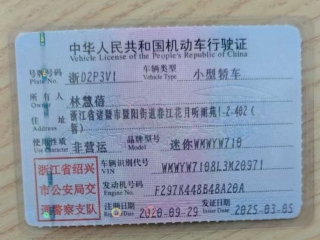 中华人民共和国机动车行驶证
Vehicle License of the People's Republic of China
号牌号码 浙D2P3V1 车辆类型 小型轿车
Plate No. Vehicle Type
所有人 林慧蓓
Owner
住址 浙江省诸暨市暨阳街道春江花月听雨苑1-2-402(
Address
品牌型号 迷你WMWYW710
使用性质 非营运 Model
浙江省绍兴市公安局交通警察支队
车辆识别代号 WMWYW7108L3M20971
VIN
发动机号码 F297K448B48A20A
Engine No.
注册日期 2020-09-29 发证日期 2025-03-05
Register Date Issue Date